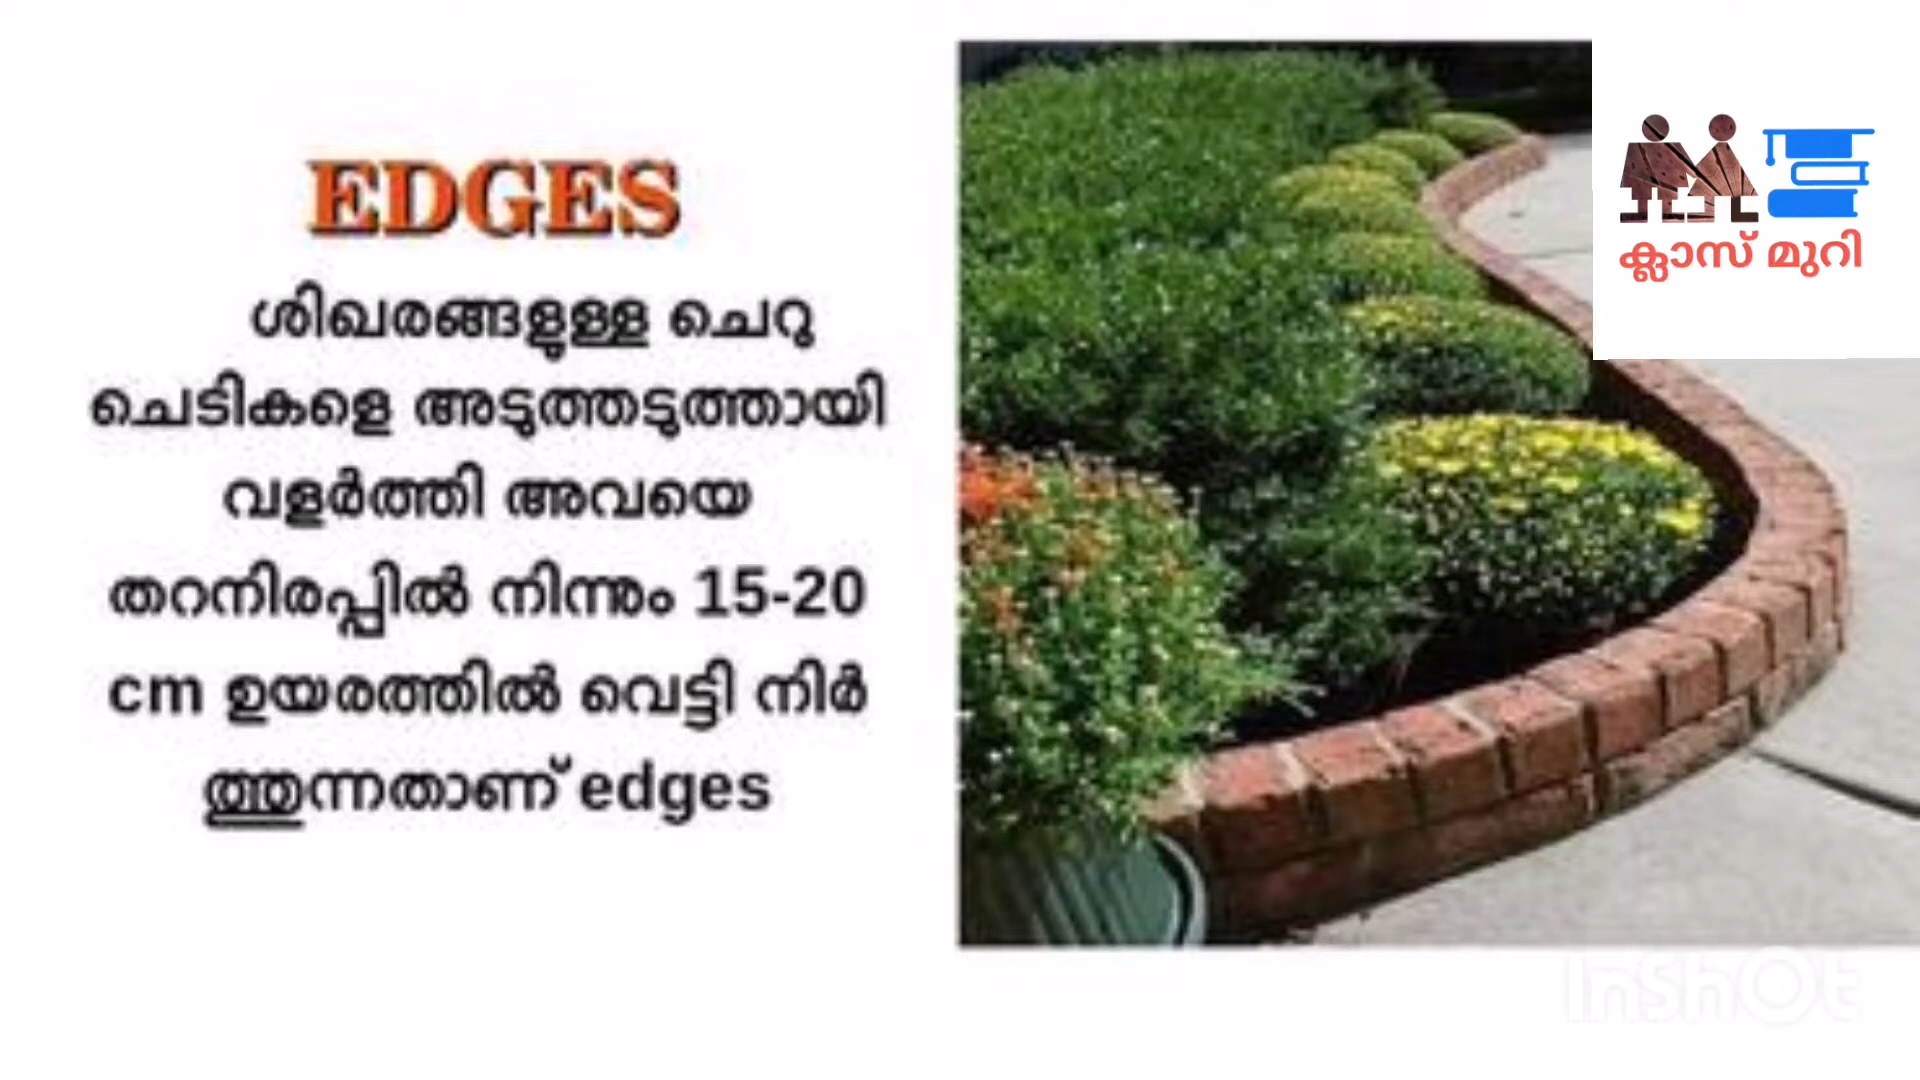 EDGES
ശിഖരങ്ങളുള്ള ചെറു
ചെടികളെ അടുത്തടുത്തായി
വളർത്തി അവയെ
തറനിരപ്പിൽ നിന്നും 15-20
cm ഉയരത്തിൽ വെട്ടി നിർ
ത്തുന്നതാണ് edges
ക്ലാസ് മുറി
InShOt